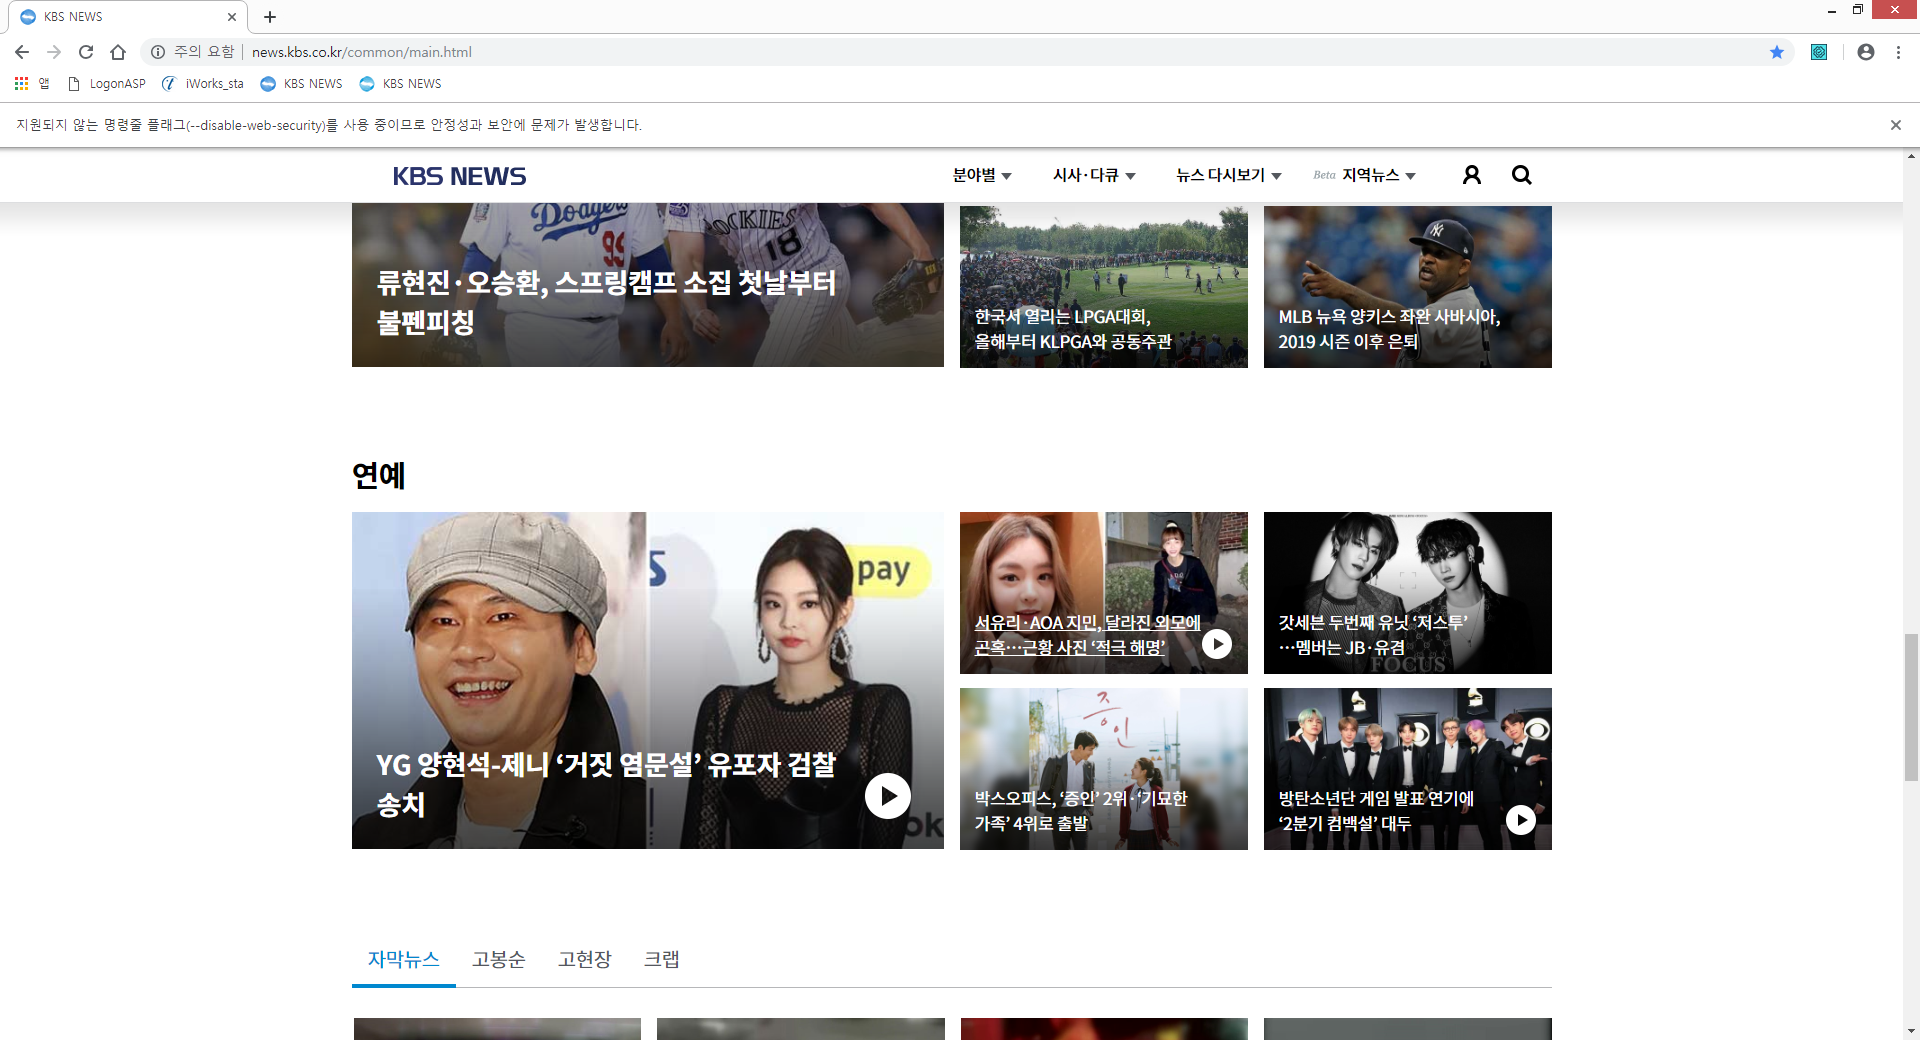 KBS NEWS
주의 요함 | news.kbs.co.kr/common/main.html
앱 LogonASP iWorks_sta KBS NEWS KBS NEWS
지원되지 않는 명령줄 플래그(--disable-web-security)를 사용 중이므로 안정성과 보안에 문제가 발생합니다.
KBS NEWS 분야별 시사·다큐 뉴스 다시보기 Beta 지역뉴스
Dodgers
99
ROCKIES
18
류현진·오승환, 스프링캠프 소집 첫날부터
불펜피칭
한국서 열리는 LPGA대회,
올해부터 KLPGA와 공동주관
MLB 뉴욕 양키스 좌완 사바시아,
2019 시즌 이후 은퇴
연예
S
pay
ok
YG 양현석-제니 ‘거짓 염문설’ 유포자 검찰
송치
서유리·AOA 지민, 달라진 외모에
곤혹…근황 사진 ‘적극 해명’
갓세븐 두번째 유닛 ‘저스투’
…멤버는 JB·유겸
FOCUS
증인
박스오피스, ‘증인’ 2위·‘기묘한
가족’ 4위로 출발
방탄소년단 게임 발표 연기에
‘2분기 컴백설’ 대두
자막뉴스 고봉순 고현장 크랩